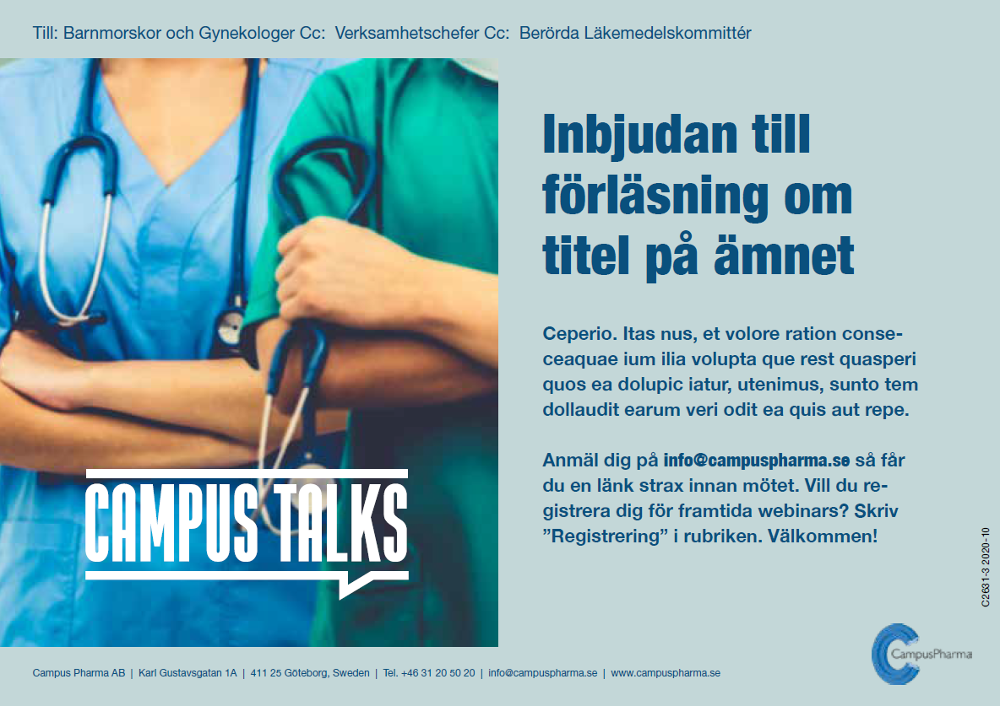 Till: Barnmorskor och Gynekologer Cc:  Verksamhetschefer Cc:  Berörda Läkemedelskommittér
Inbjudan till
förläsning om
titel på ämnet
Ceperio. Itas nus, et volore ration conse-
ceaquae ium ilia volupta que rest quasperi
quos ea dolupic iatur, utenimus, sunto tem
dollaudit earum veri odit ea quis aut repe.
Anmäl dig på info@campuspharma.se så får
du en länk strax innan mötet. Vill du re-
gistrera dig för framtida webinars? Skriv
”Registrering” i rubriken. Välkommen!
CAMPUS TALKS
C2631-3 2020-10
CampusPharma
Campus Pharma AB | Karl Gustavsgatan 1A | 411 25 Göteborg, Sweden | Tel. +46 31 20 50 20 | info@campuspharma.se | www.campuspharma.se